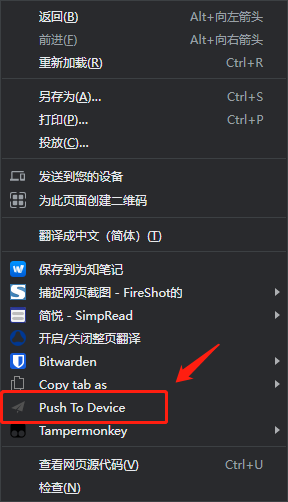 返回(B) Alt+向左箭头
前进(F) Alt+向右箭头
重新加载(R) Ctrl+R
另存为(A)... Ctrl+S
打印(P)... Ctrl+P
投放(C)...
发送到您的设备
为此页面创建二维码
翻译成中文（简体）(T)
保存到为知笔记
捕捉网页截图 - FireShot的
简悦 - SimpRead
开启/关闭整页翻译
Bitwarden
Copy tab as
Push To Device
Tampermonkey
查看网页源代码(V) Ctrl+U
检查(N)